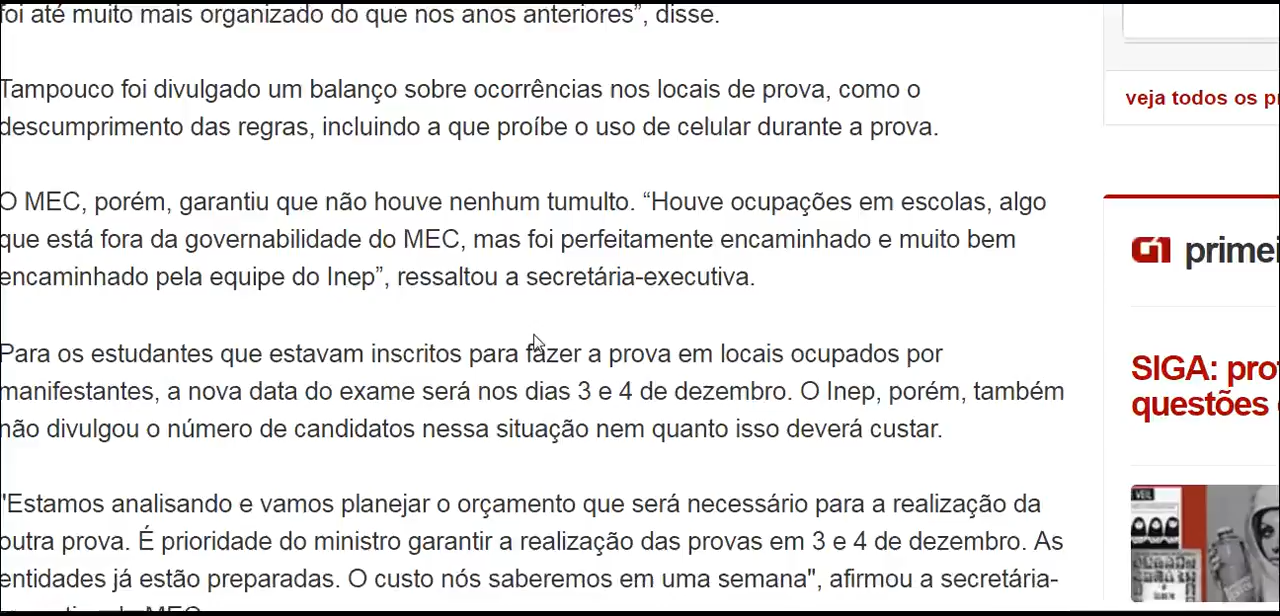 foi até muito mais organizado do que nos anos anteriores”, disse.
Tampouco foi divulgado um balanço sobre ocorrências nos locais de prova, como o
descumprimento das regras, incluindo a que proíbe o uso de celular durante a prova.
O MEC, porém, garantiu que não houve nenhum tumulto. “Houve ocupações em escolas, algo
que está fora da governabilidade do MEC, mas foi perfeitamente encaminhado e muito bem
encaminhado pela equipe do Inep”, ressaltou a secretária-executiva.
Para os estudantes que estavam inscritos para fazer a prova em locais ocupados por
manifestantes, a nova data do exame será nos dias 3 e 4 de dezembro. O Inep, porém, também
não divulgou o número de candidatos nessa situação nem quanto isso deverá custar.
"Estamos analisando e vamos planejar o orçamento que será necessário para a realização da
outra prova. É prioridade do ministro garantir a realização das provas em 3 e 4 de dezembro. As
entidades já estão preparadas. O custo nós saberemos em uma semana", afirmou a secretária-
veja todos os
G1
SIGA:
questões